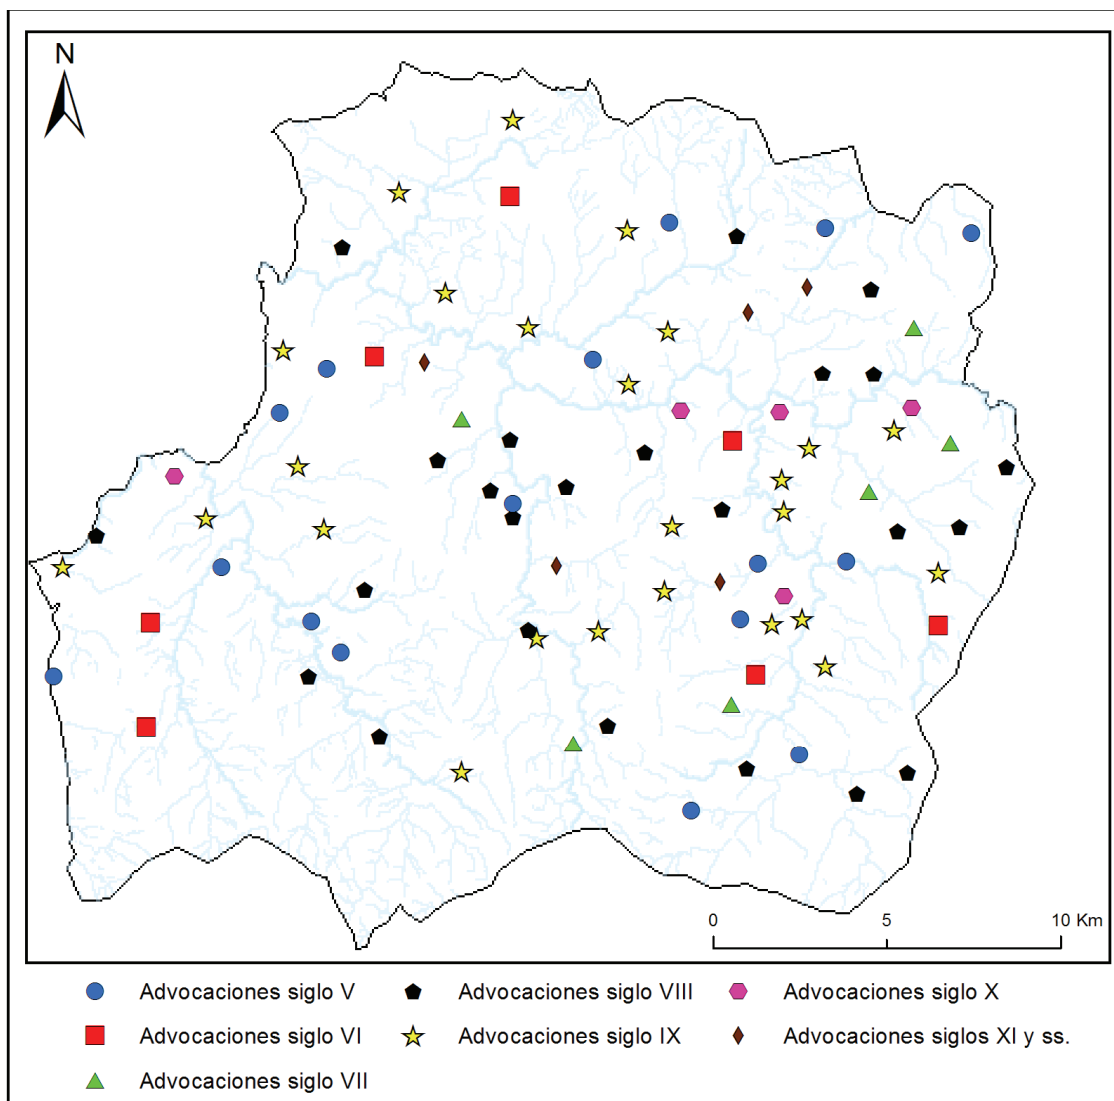 N
0 5 10 Km
Advocaciones siglo V
Advocaciones siglo VIII
Advocaciones siglo X
Advocaciones siglo VI
Advocaciones siglo IX
Advocaciones siglos XI y ss.
Advocaciones siglo VII